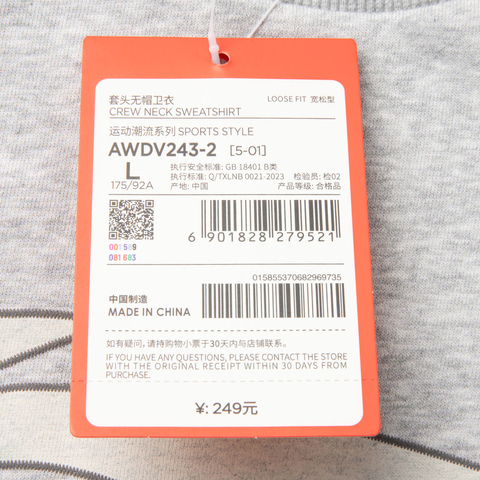 套头无帽卫衣
CREW NECK SWEATSHIRT
LOOSE FIT 宽松型
运动潮流系列 SPORTS STYLE
AWDV243-2 [5-01]
L
175/92A
执行安全标准: GB 18401 B类
执行标准: Q/TXLNB 0021-2023 检验员: 检02
产地: 中国 产品等级: 合格品
001569
081683
6 901828 279521
015855370682969735
中国制造
MADE IN CHINA
如有疑问，请持购物小票于30天内与店铺联系。
IF YOU HAVE ANY QUESTIONS, PLEASE CONTACT THE STORE
WITH THE ORIGINAL RECEIPT WITHIN 30 DAYS FROM
PURCHASE.
¥: 249元